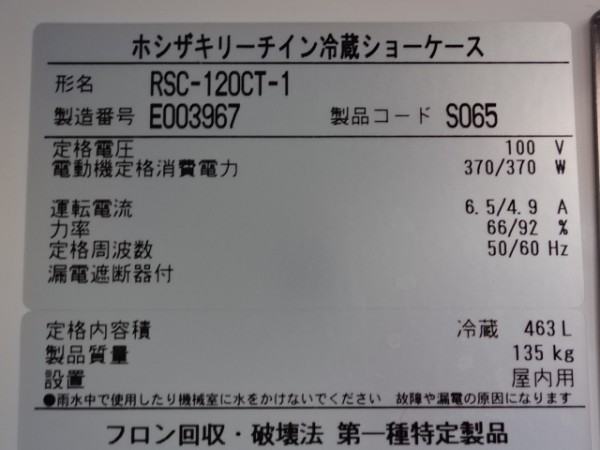 ホシザキリーチイン冷蔵ショーケース
形名 RSC-120CT-1
製造番号 E003967 製品コード S065
定格電圧 100 V
電動機定格消費電力 370/370 W
運転電流 6.5/4.9 A
力率 66/92 %
定格周波数 50/60 Hz
漏電遮断器付
定格内容積 冷蔵 463 L
製品質量 135 kg
設置 屋内用
●雨水中で使用したり機械室に水をかけないでください 故障や漏電の原因になります
フロン回収・破壊法 第一種特定製品